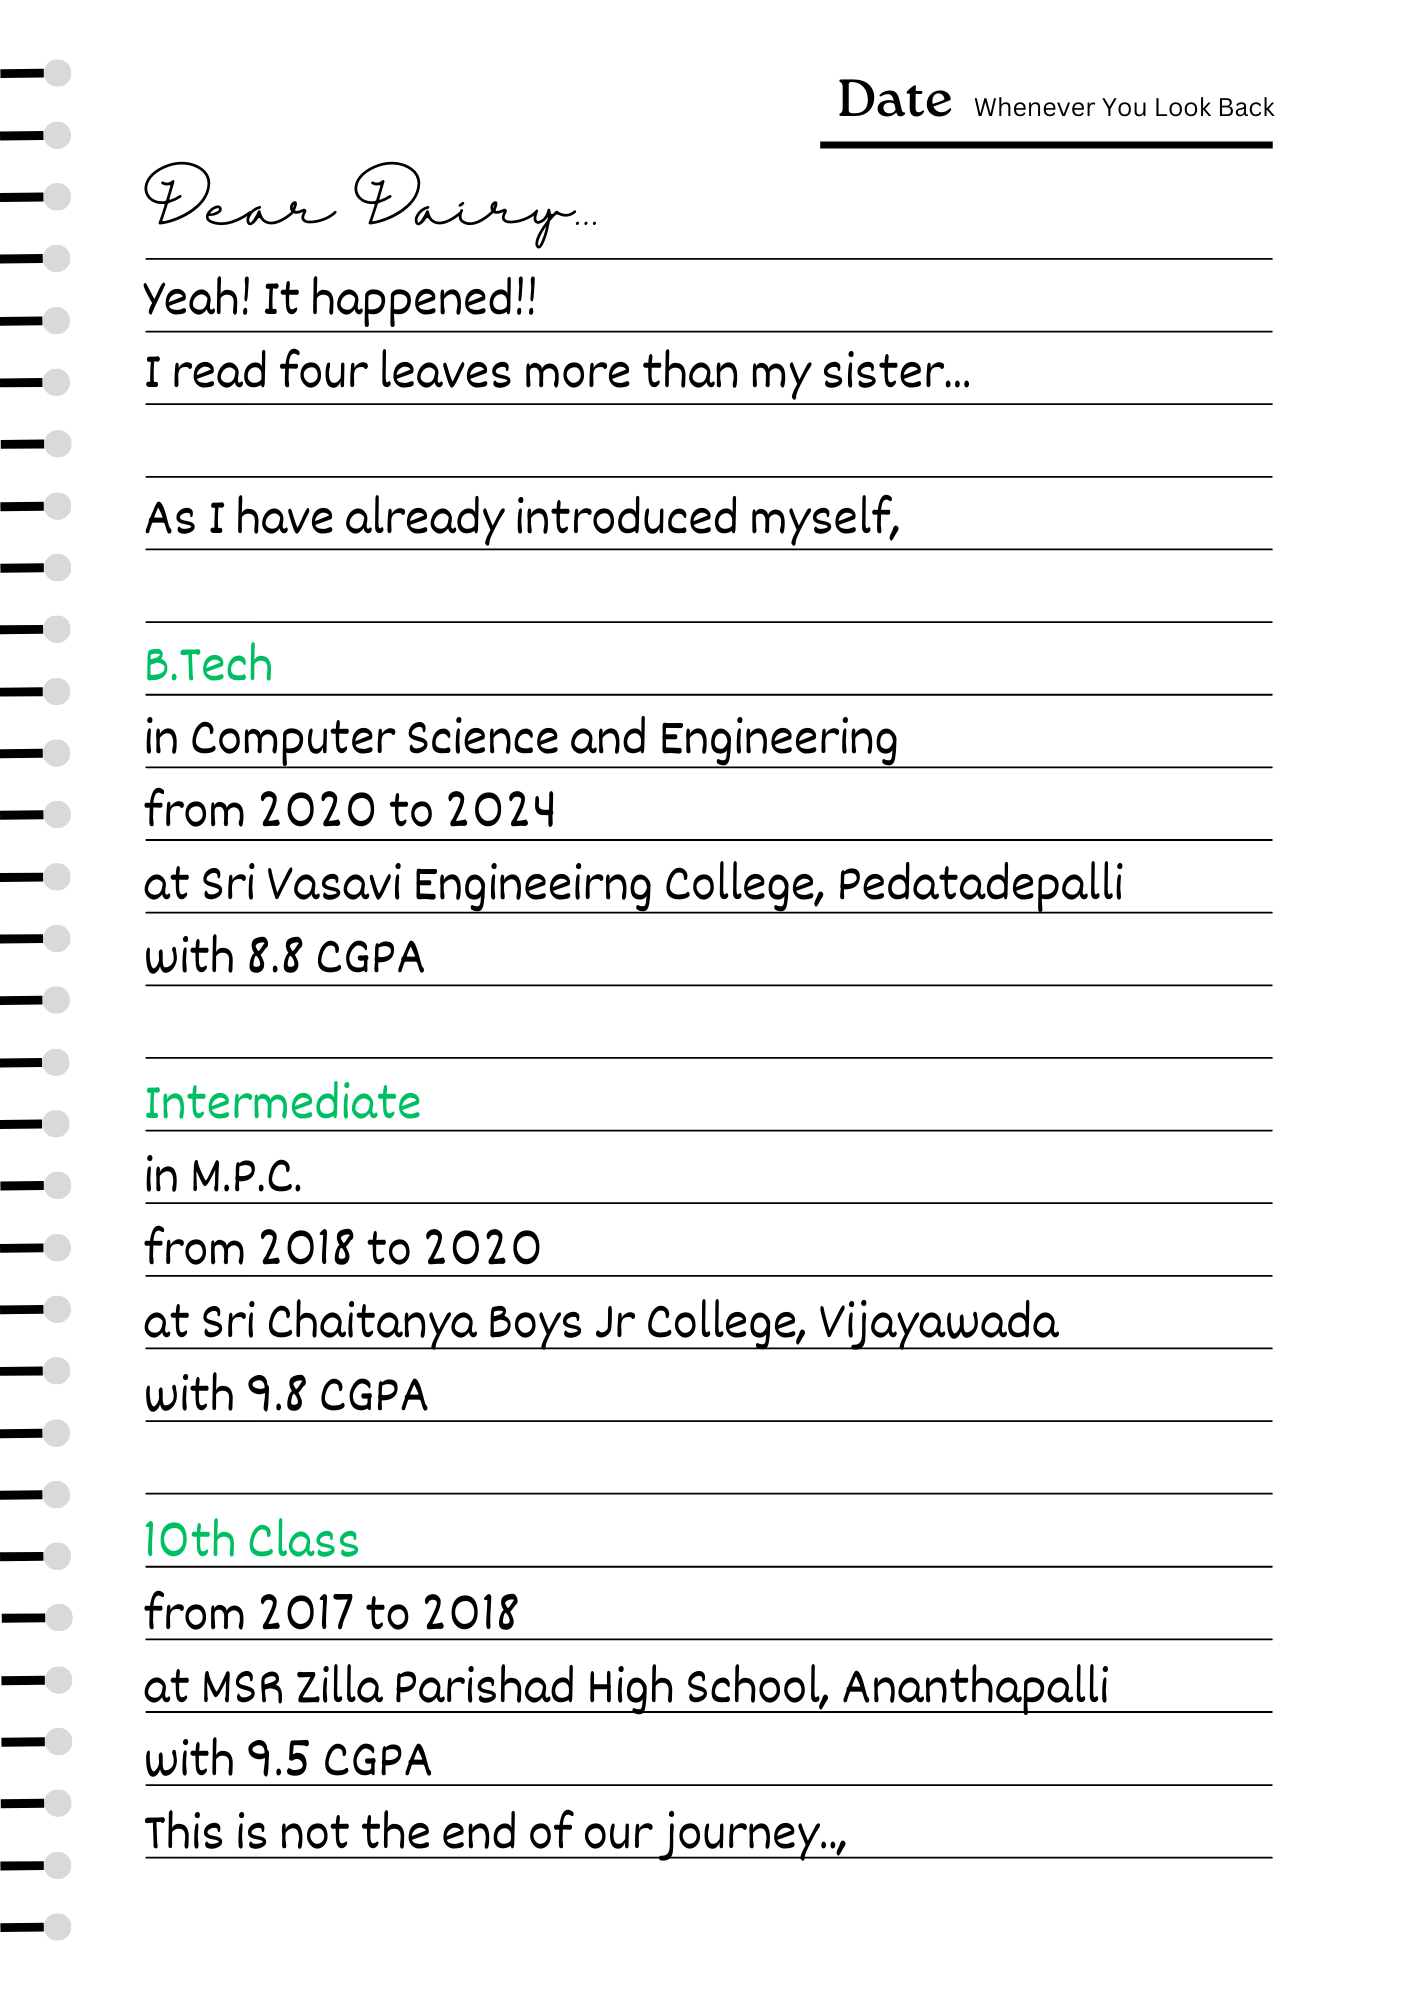 Date Whenever You Look Back
Dear Dairy...
Yeah! It happened!!
I read four leaves more than my sister...
As I have already introduced myself,
B.Tech
in Computer Science and Engineering
from 2020 to 2024
at Sri Vasavi Engineeirng College, Pedatadepalli
with 8.8 CGPA
Intermediate
in M.P.C.
from 2018 to 2020
at Sri Chaitanya Boys Jr College, Vijayawada
with 9.8 CGPA
10th Class
from 2017 to 2018
at MSR Zilla Parishad High School, Ananthapalli
with 9.5 CGPA
This is not the end of our journey..,